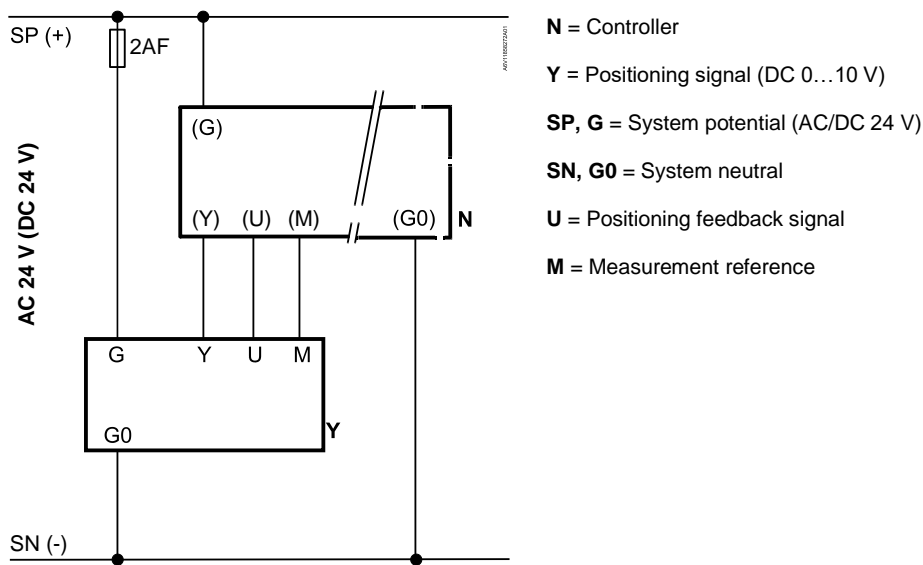 SP (+)
2AF
A6V11858272A01
(G)
(Y) (U) (M) (G0) N
AC 24 V (DC 24 V)
G Y U M
G0 Y
SN (-)
N = Controller
Y = Positioning signal (DC 0…10 V)
SP, G = System potential (AC/DC 24 V)
SN, G0 = System neutral
U = Positioning feedback signal
M = Measurement reference